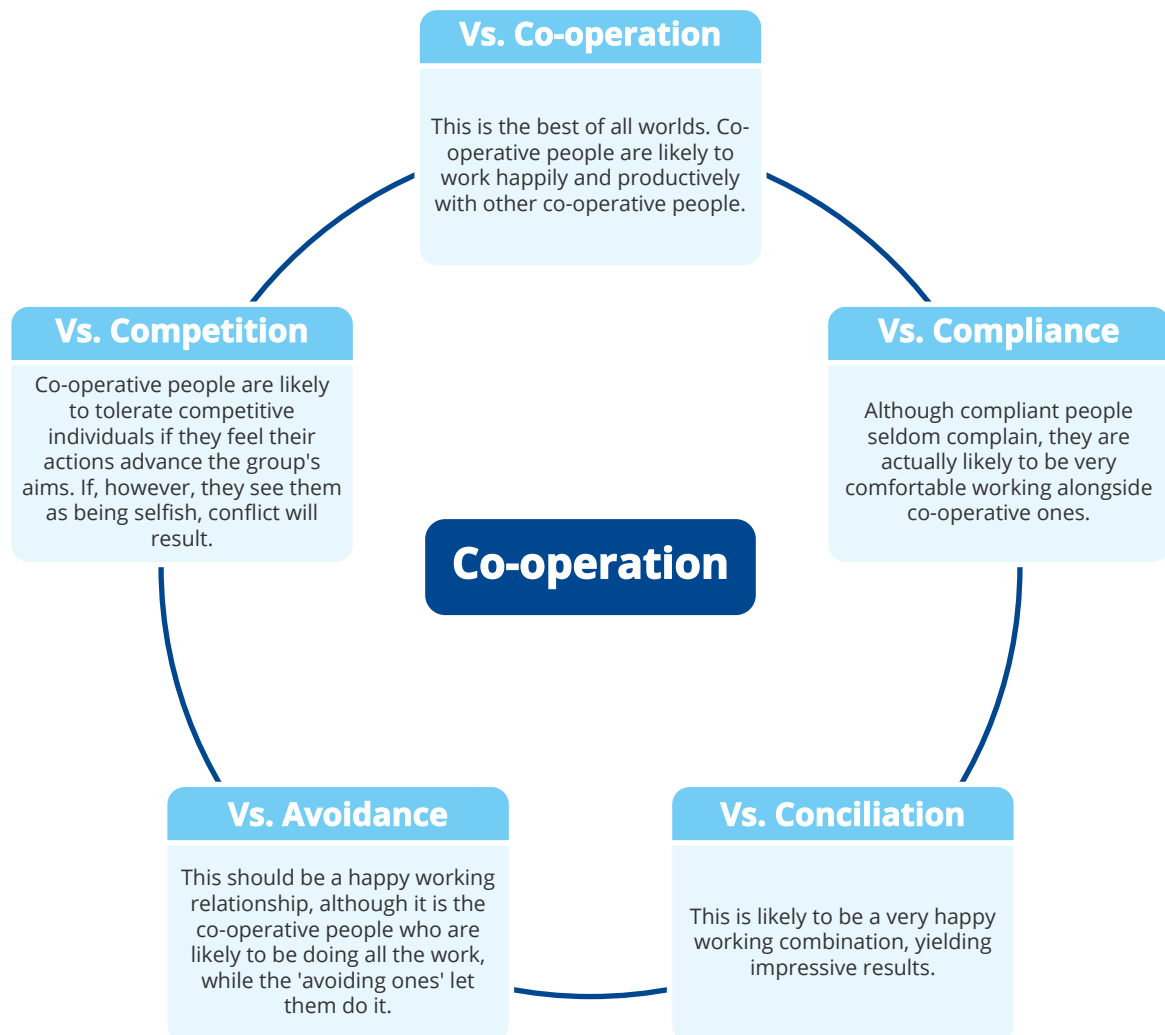 Vs. Co-operation
This is the best of all worlds. Co-
operative people are likely to
work happily and productively
with other co-operative people.
Vs. Competition
Co-operative people are likely
to tolerate competitive
individuals if they feel their
actions advance the group's
aims. If, however, they see them
as being selfish, conflict will
result.
Vs. Compliance
Although compliant people
seldom complain, they are
actually likely to be very
comfortable working alongside
co-operative ones.
Co-operation
Vs. Avoidance
This should be a happy working
relationship, although it is the
co-operative people who are
likely to be doing all the work,
while the 'avoiding ones' let
them do it.
Vs. Conciliation
This is likely to be a very happy
working combination, yielding
impressive results.